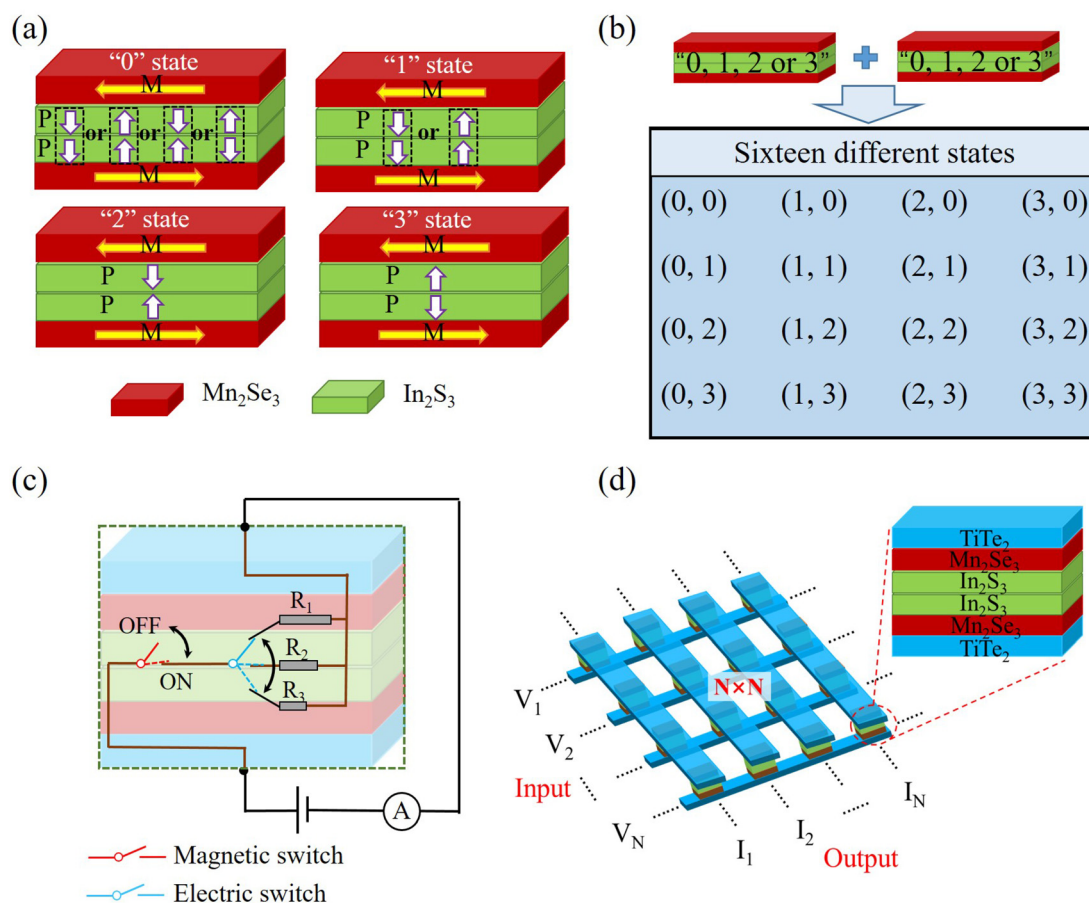 (a)
"0" state
M
P
P
or or or
M
"1" state
M
P
P
or
M
"2" state
M
P
P
M
"3" state
M
P
P
M
Mn₂Se₃
In₂S₃
(b)
"0, 1, 2 or 3" "0, 1, 2 or 3"
Sixteen different states
(0, 0) (1, 0) (2, 0) (3, 0)
(0, 1) (1, 1) (2, 1) (3, 1)
(0, 2) (1, 2) (2, 2) (3, 2)
(0, 3) (1, 3) (2, 3) (3, 3)
(c)
OFF
ON
R₁
R₂
R₃
A
Magnetic switch
Electric switch
(d)
TiTe₂
Mn₂Se₃
In₂S₃
In₂S₃
Mn₂Se₃
TiTe₂
N×N
V₁
V₂
Input
V_N
I₁
I₂
I_N
Output